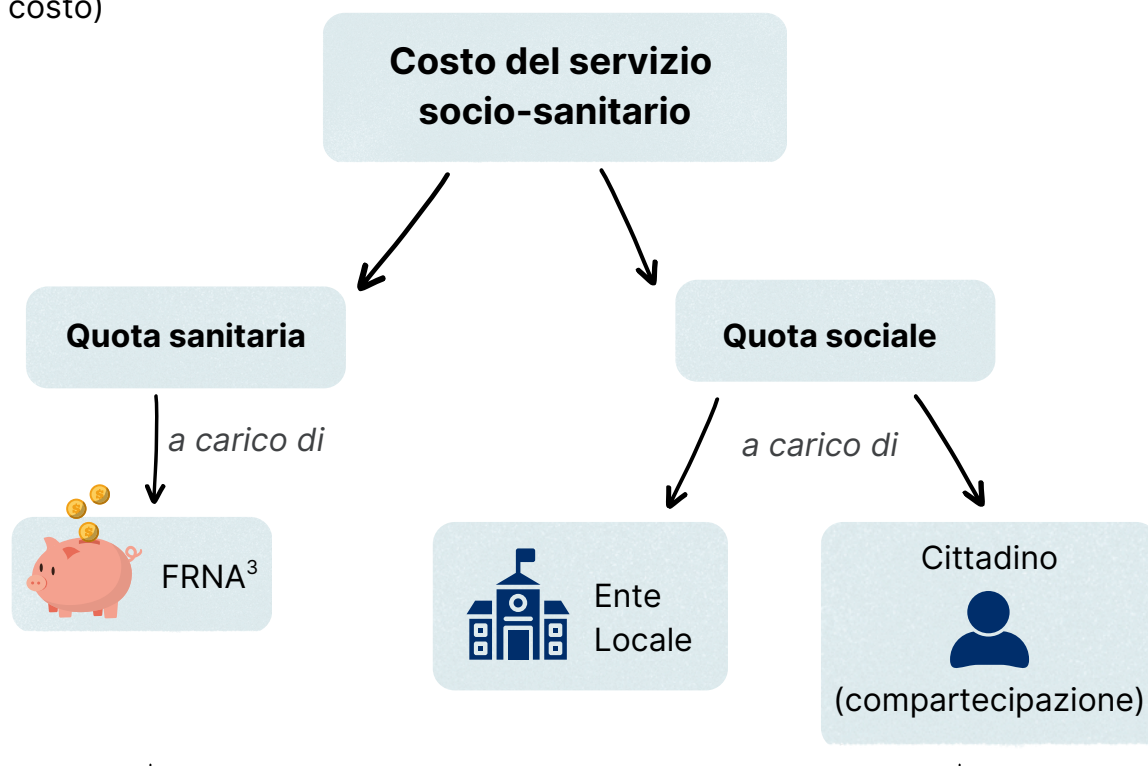 costo)
Costo del servizio
socio-sanitario
Quota sanitaria
Quota sociale
a carico di
a carico di
FRNA³
Ente
Locale
Cittadino
(compartecipazione)